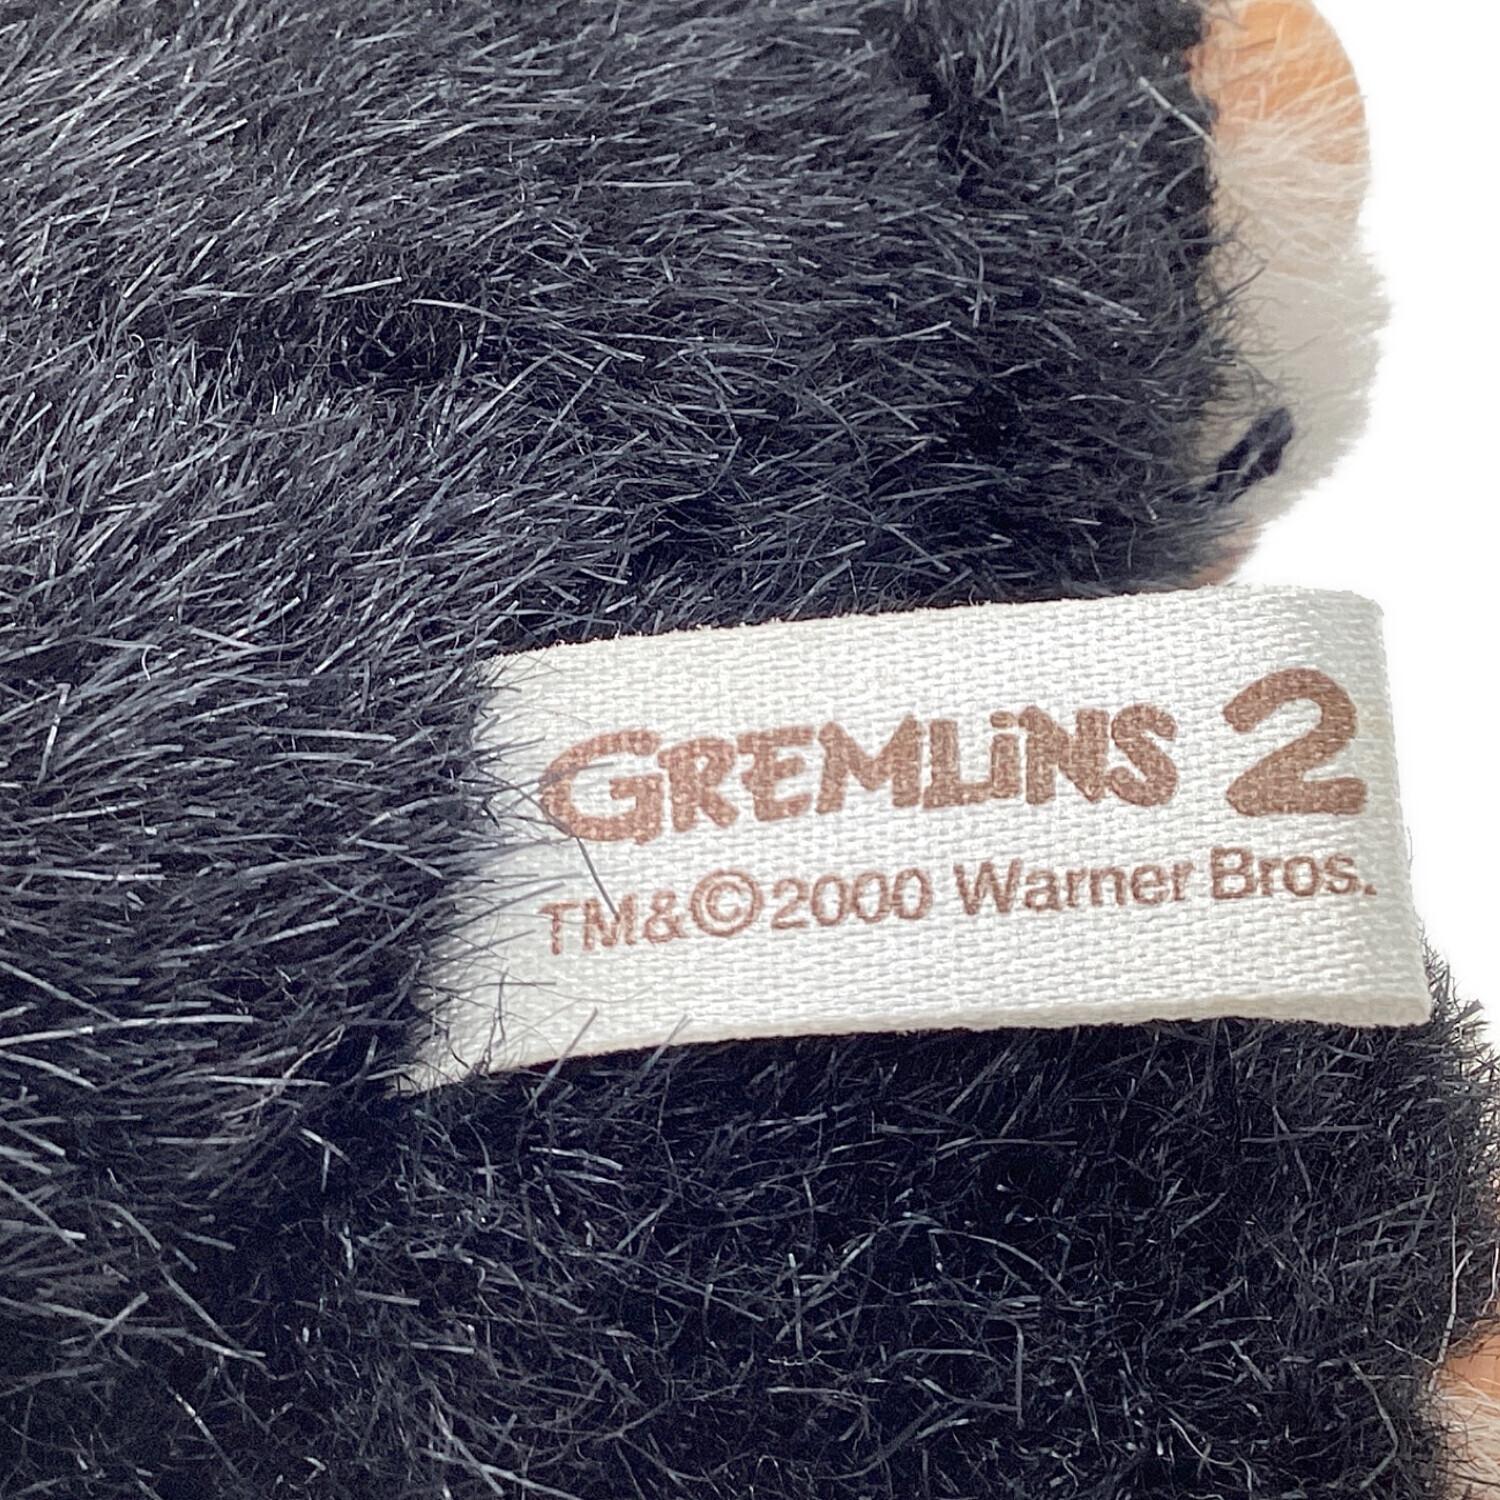 GREMLiNS 2
TM&©2000 Warner Bros.